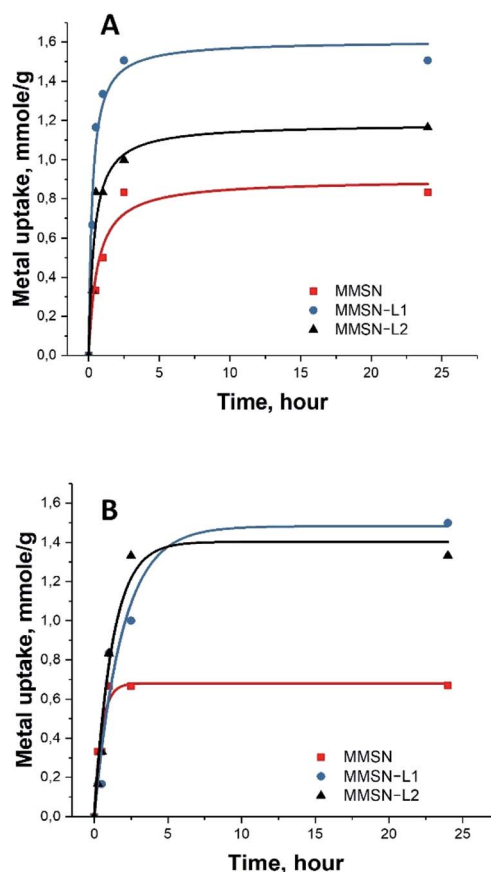 A
Metal uptake, mmole/g
1,6
1,4
1,2
1,0
0,8
0,6
0,4
0,2
0,0
MMSN
MMSN-L1
MMSN-L2
0 5 10 15 20 25
Time, hour
B
Metal uptake, mmole/g
1,6
1,4
1,2
1,0
0,8
0,6
0,4
0,2
0,0
MMSN
MMSN-L1
MMSN-L2
0 5 10 15 20 25
Time, hour